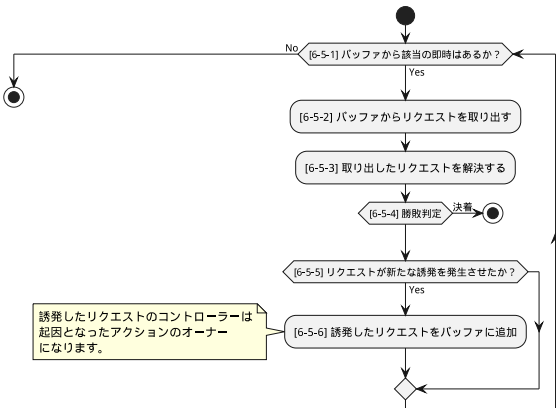 No
[6-5-1] バッファから該当の即時はあるか？
Yes
[6-5-2] バッファからリクエストを取り出す
[6-5-3] 取り出したリクエストを解決する
[6-5-4] 勝敗判定
決着
[6-5-5] リクエストが新たな誘発を発生させたか？
Yes
誘発したリクエストのコントローラーは
起因となったアクションのオーナー
になります。
[6-5-6] 誘発したリクエストをバッファに追加